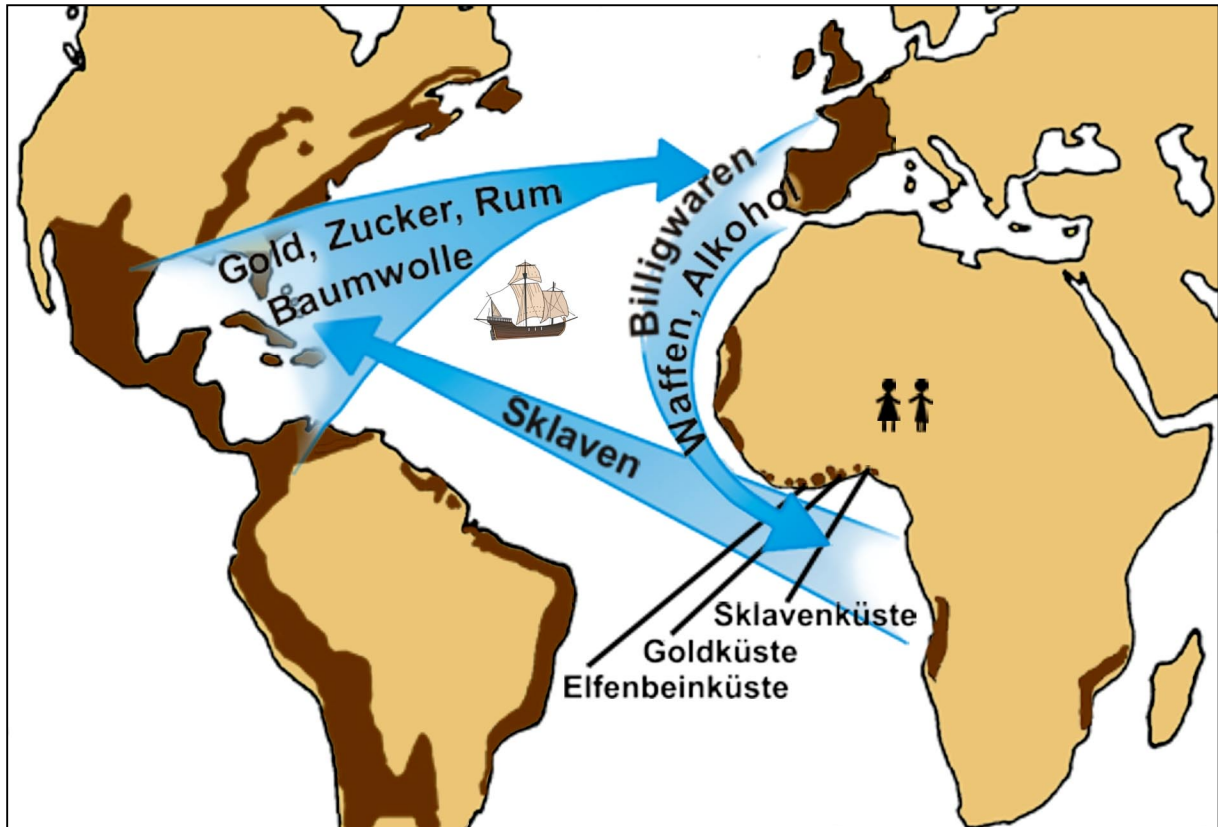 Gold, Zucker, Rum
Baumwolle
Billigwaren
Waffen, Alkohol
Sklaven
Sklavenküste
Goldküste
Elfenbeinküste